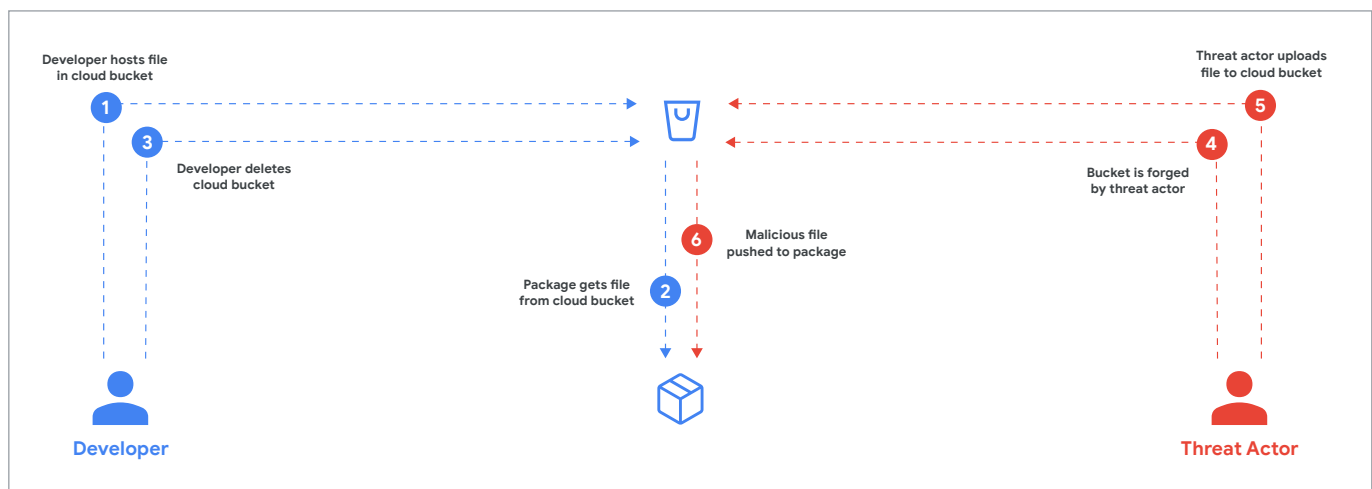 Developer hosts file
in cloud bucket
1
3
Developer deletes
cloud bucket
Threat actor uploads
file to cloud bucket
5
4
Bucket is forged
by threat actor
6
Malicious file
pushed to package
Package gets file
from cloud bucket
2
Developer
Threat Actor